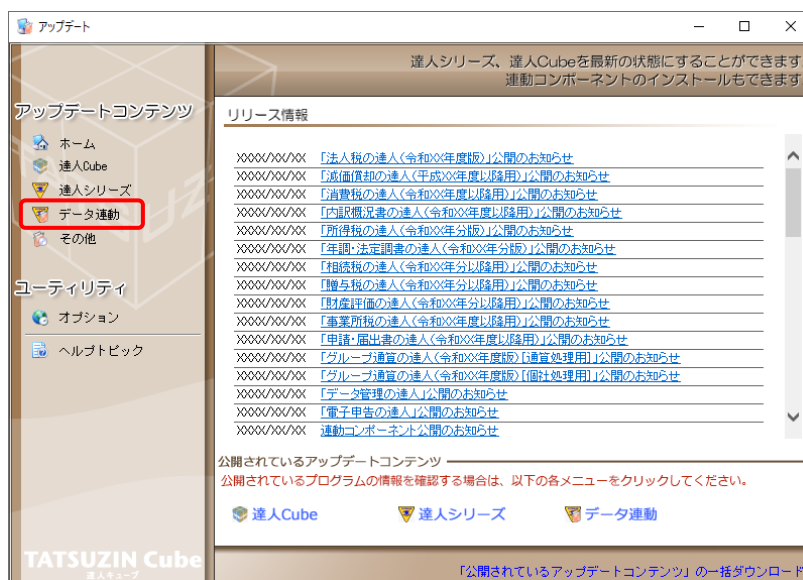 アップデート
達人シリーズ、達人Cubeを最新の状態にすることができます
連動コンポーネントのインストールもできます
アップデートコンテンツ
ホーム
達人Cube
達人シリーズ
データ連動
その他
ユーティリティ
オプション
ヘルプトピック
リリース情報
XXXX/XX/XX 「法人税の達人(令和XX年度版)」公開のお知らせ
XXXX/XX/XX 「減価償却の達人(平成XX年度以降用)」公開のお知らせ
XXXX/XX/XX 「消費税の達人(令和XX年度以降用)」公開のお知らせ
XXXX/XX/XX 「内訳概況書の達人(令和XX年度以降用)」公開のお知らせ
XXXX/XX/XX 「所得税の達人(令和XX年分版)」公開のお知らせ
XXXX/XX/XX 「年調・法定調書の達人(令和XX年分版)」公開のお知らせ
XXXX/XX/XX 「相続税の達人(令和XX年分以降用)」公開のお知らせ
XXXX/XX/XX 「贈与税の達人(令和XX年分以降用)」公開のお知らせ
XXXX/XX/XX 「財産評価の達人(令和XX年分以降用)」公開のお知らせ
XXXX/XX/XX 「事業所税の達人(令和XX年度以降用)」公開のお知らせ
XXXX/XX/XX 「申請・届出書の達人(令和XX年度以降用)」公開のお知らせ
XXXX/XX/XX 「グループ通算の達人(令和XX年度版)[通算処理用]」公開のお知らせ
XXXX/XX/XX 「グループ通算の達人(令和XX年度版)[個社処理用]」公開のお知らせ
XXXX/XX/XX 「データ管理の達人」公開のお知らせ
XXXX/XX/XX 「電子申告の達人」公開のお知らせ
XXXX/XX/XX 連動コンポーネント公開のお知らせ
公開されているアップデートコンテンツ
公開されているプログラムの情報を確認する場合は、以下の各メニューをクリックしてください。
達人Cube 達人シリーズ データ連動
TATSUZIN Cube
達人キューブ
「公開されているアップデートコンテンツ」の一括ダウンロード